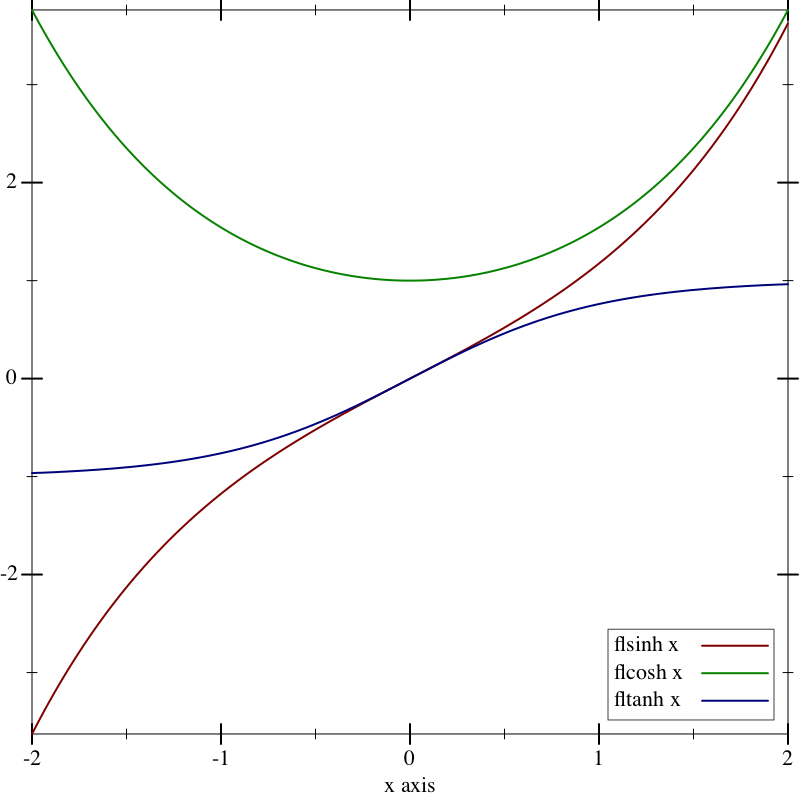 2
0
-2
flsinh x
flcosh x
fltanh x
-2 -1 0 1 2
x axis